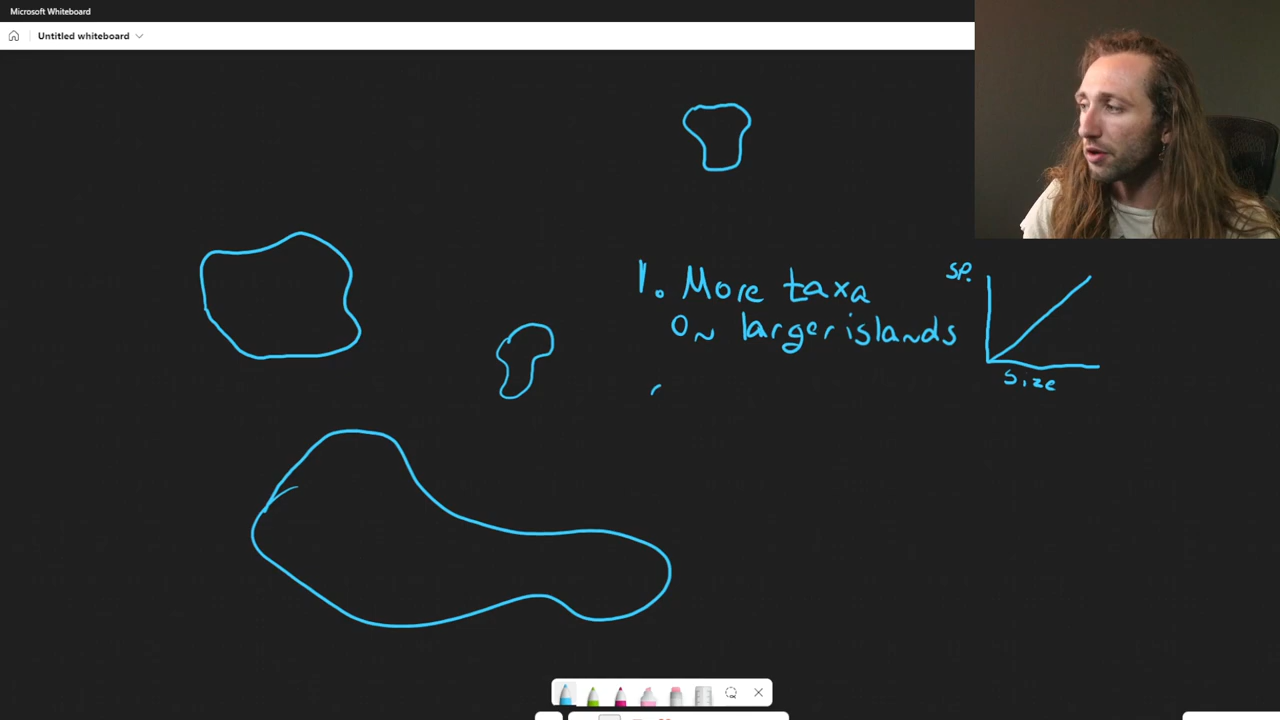 Microsoft Whiteboard
Untitled whiteboard
1. More taxa
On larger islands
SP.
Size